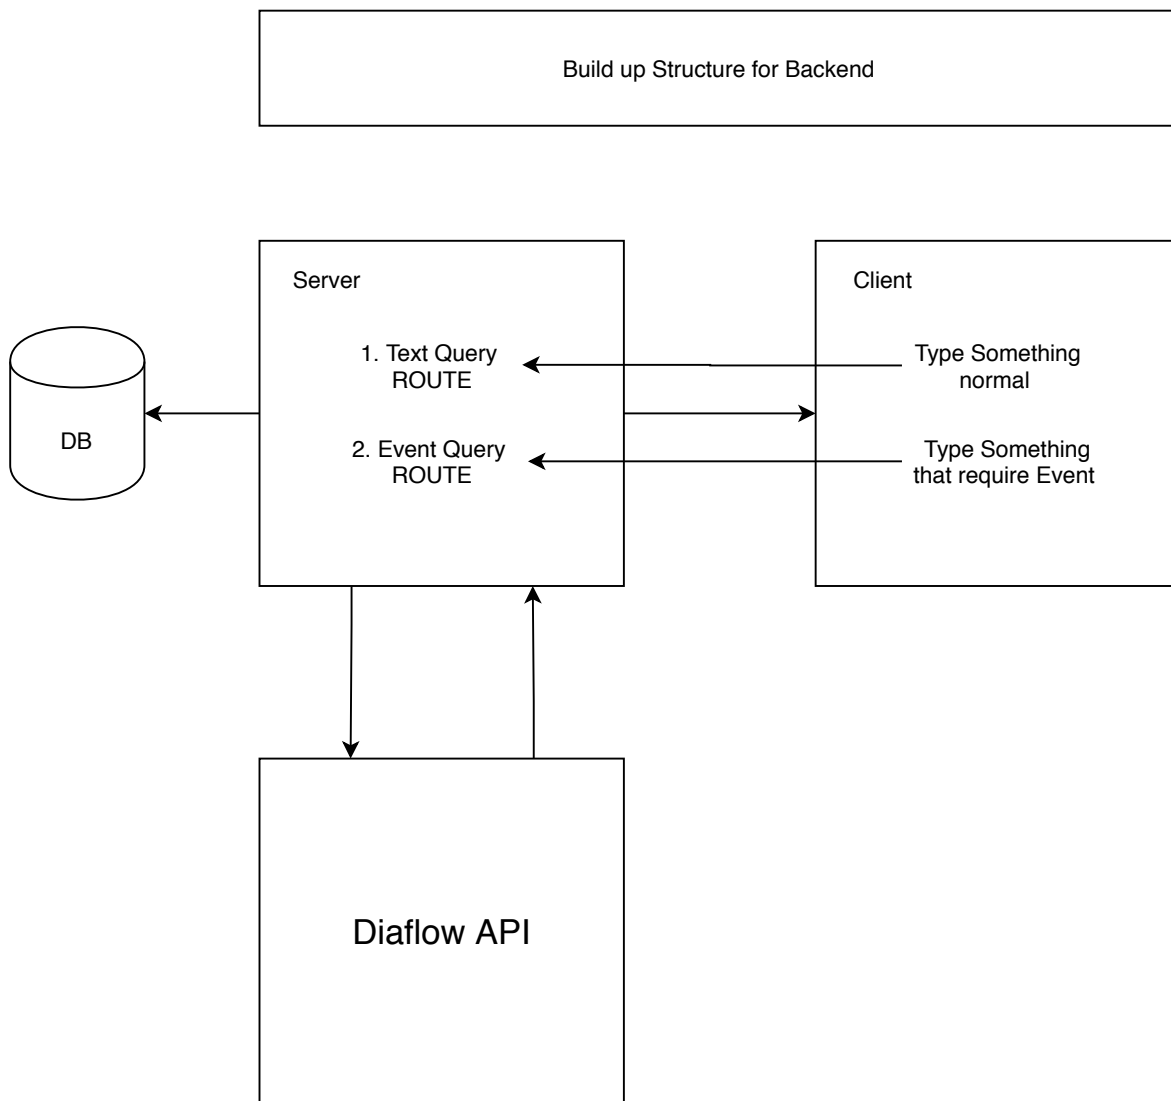 Build up Structure for Backend
Server
Client
1. Text Query
ROUTE
Type Something
normal
DB
2. Event Query
ROUTE
Type Something
that require Event
Diaflow API